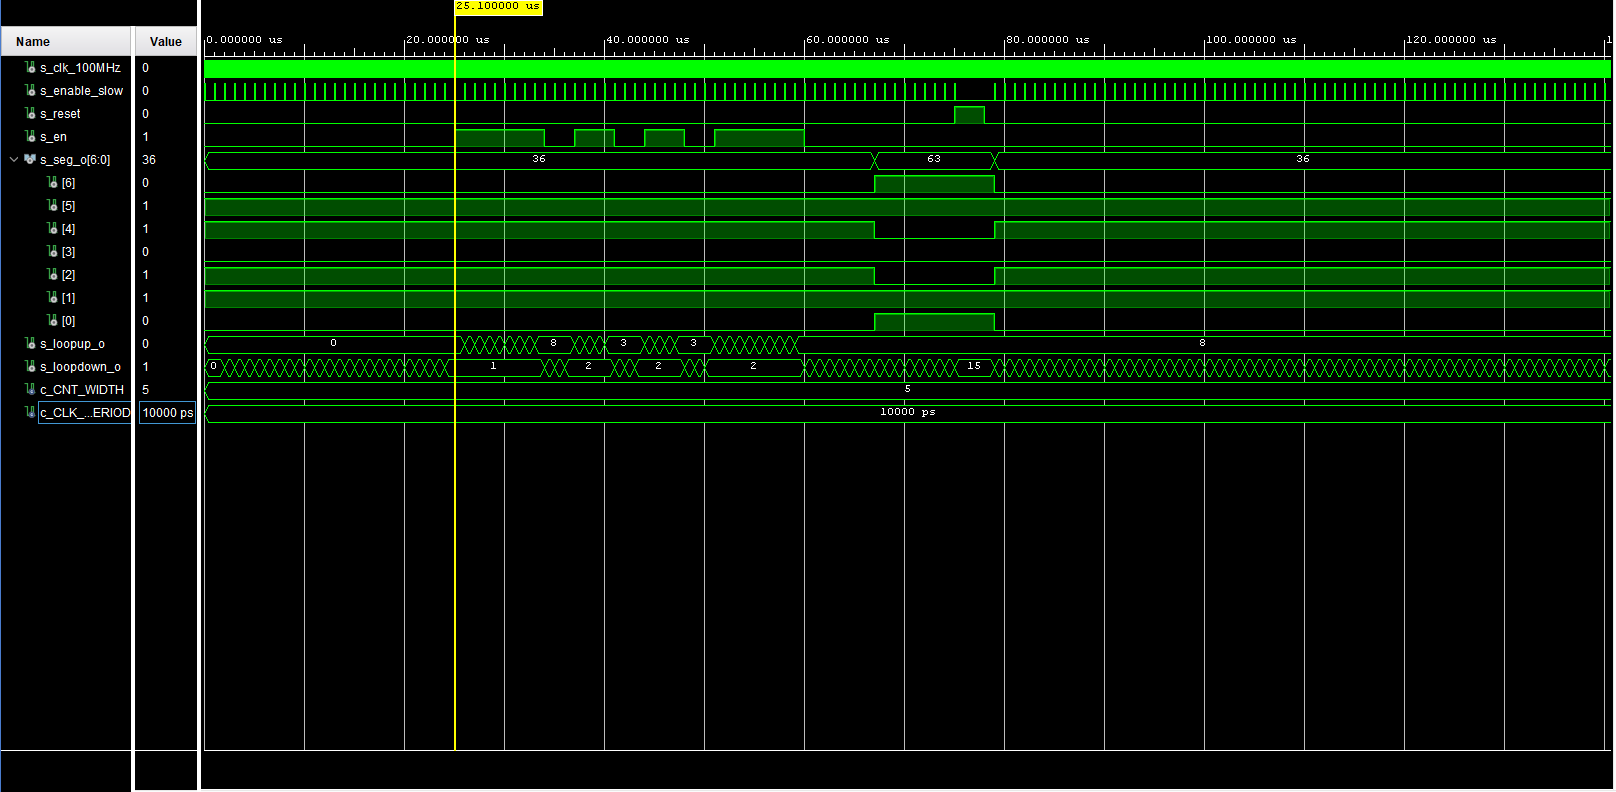 25.100000 us
Name Value
0.000000 us 20.000000 us 40.000000 us 60.000000 us 80.000000 us 100.000000 us 120.000000 us 1
s_clk_100MHz 0
s_enable_slow 0
s_reset 0
s_en 1
s_seg_o[6:0] 36 36 63 36
[6] 0
[5] 1
[4] 1
[3] 0
[2] 1
[1] 1
[0] 0
s_loopup_o 0 0 8 3 3 8
s_loopdown_o 1 0 1 2 2 2 15
c_CNT_WIDTH 5 5
c_CLK_...ERIOD 10000 ps 10000 ps